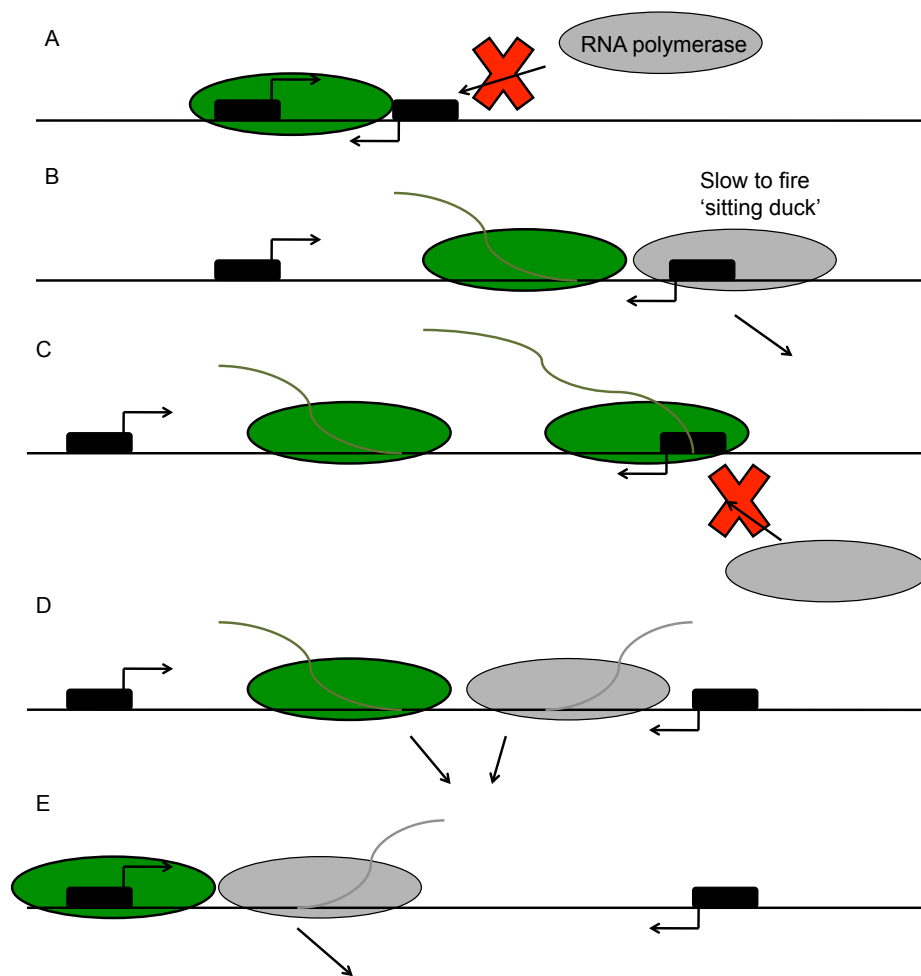 A
RNA polymerase
B
Slow to fire
‘sitting duck’
C
D
E